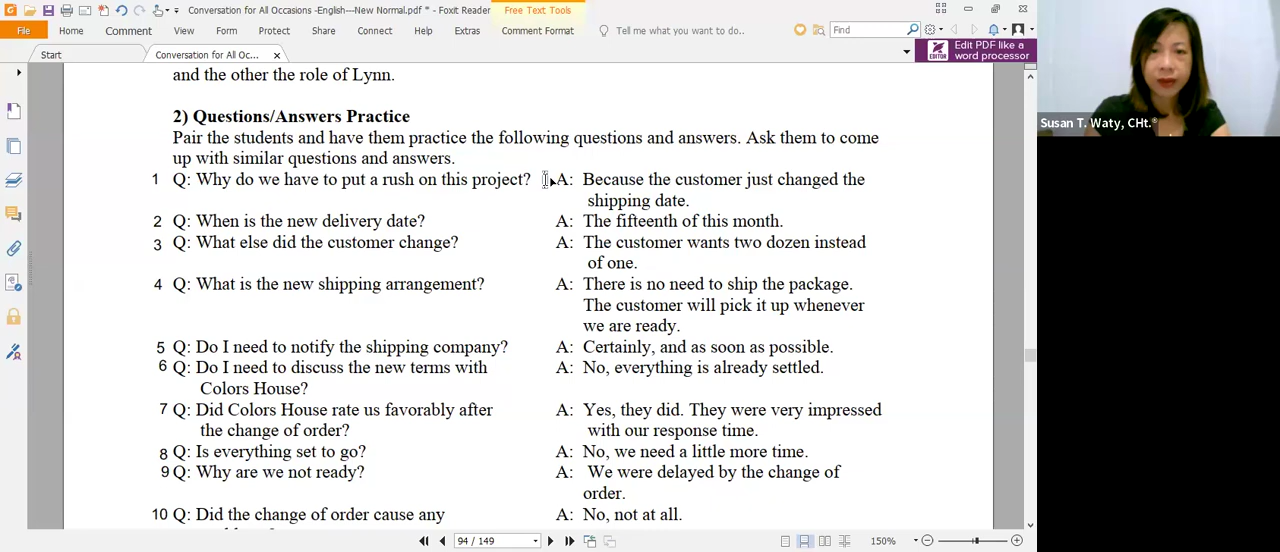 Conversation for All Occasions -English---New Normal.pdf * - Foxit Reader
Free Text Tools
File Home Comment View Form Protect Share Connect Help Extras Comment Format
Tell me what you want to do..
Find
Start
Conversation for All Oc...
Edit PDF like a
word processor
EDITOR
and the other the role of Lynn.
2) Questions/Answers Practice
Pair the students and have them practice the following questions and answers. Ask them to come
up with similar questions and answers.
1 Q: Why do we have to put a rush on this project? A: Because the customer just changed the
shipping date.
2 Q: When is the new delivery date? A: The fifteenth of this month.
3 Q: What else did the customer change? A: The customer wants two dozen instead
of one.
4 Q: What is the new shipping arrangement? A: There is no need to ship the package.
The customer will pick it up whenever
we are ready.
5 Q: Do I need to notify the shipping company? A: Certainly, and as soon as possible.
6 Q: Do I need to discuss the new terms with A: No, everything is already settled.
Colors House?
7 Q: Did Colors House rate us favorably after A: Yes, they did. They were very impressed
the change of order? with our response time.
8 Q: Is everything set to go? A: No, we need a little more time.
9 Q: Why are we not ready? A: We were delayed by the change of
order.
10 Q: Did the change of order cause any A: No, not at all.
94 / 149
150%
Susan T. Waty, CHt.®